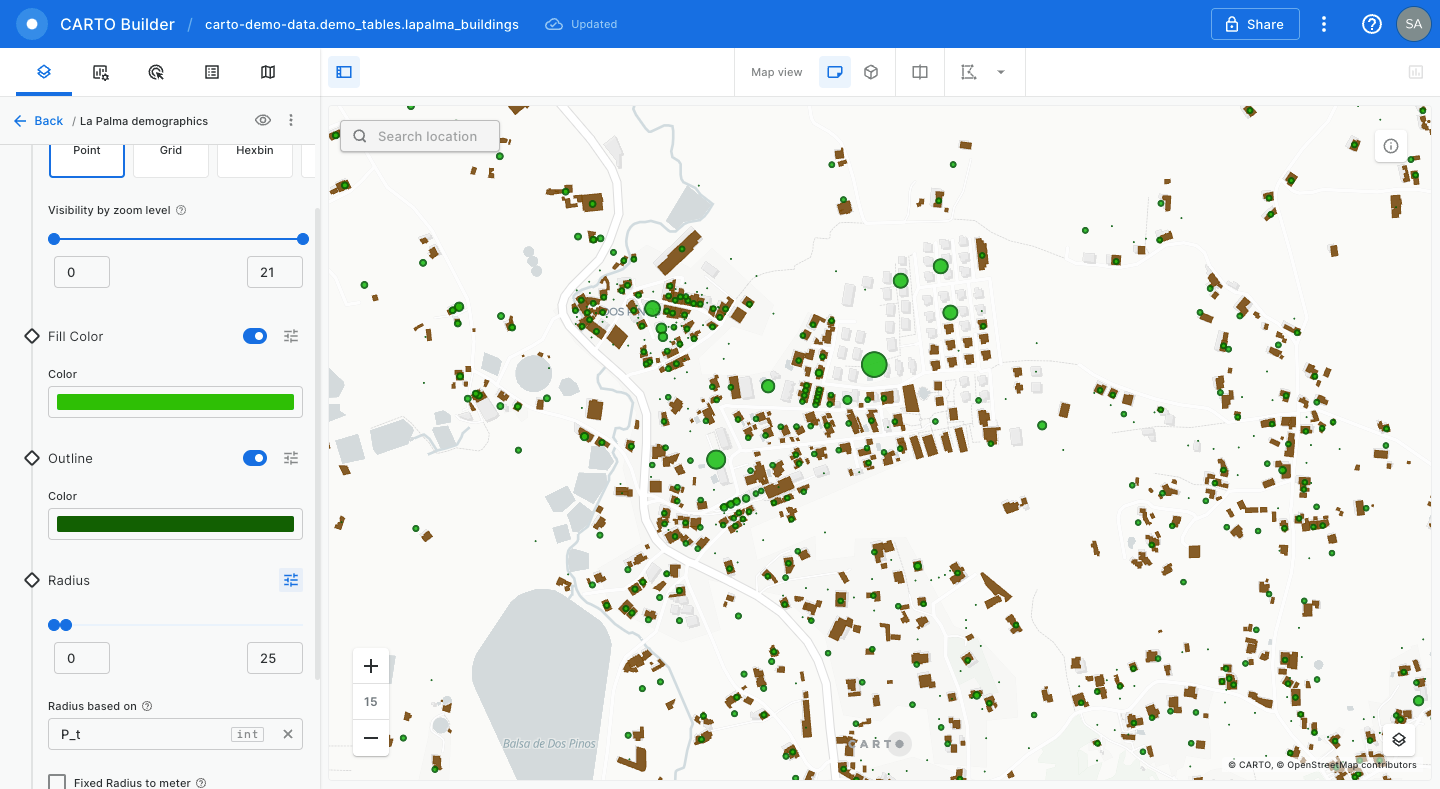 CARTO Builder / carto-demo-data.demo_tables.lapalma_buildings Updated Share SA
Map view
Back / La Palma demographics
Search location
Point Grid Hexbin
Visibility by zoom level
0 21
Fill Color
Color
Outline
Color
Radius
0 25
Radius based on
P_t int
Fixed Radius to meter
15
Balsa de Dos Pinos
CARTO
© CARTO, © OpenStreetMap contributors